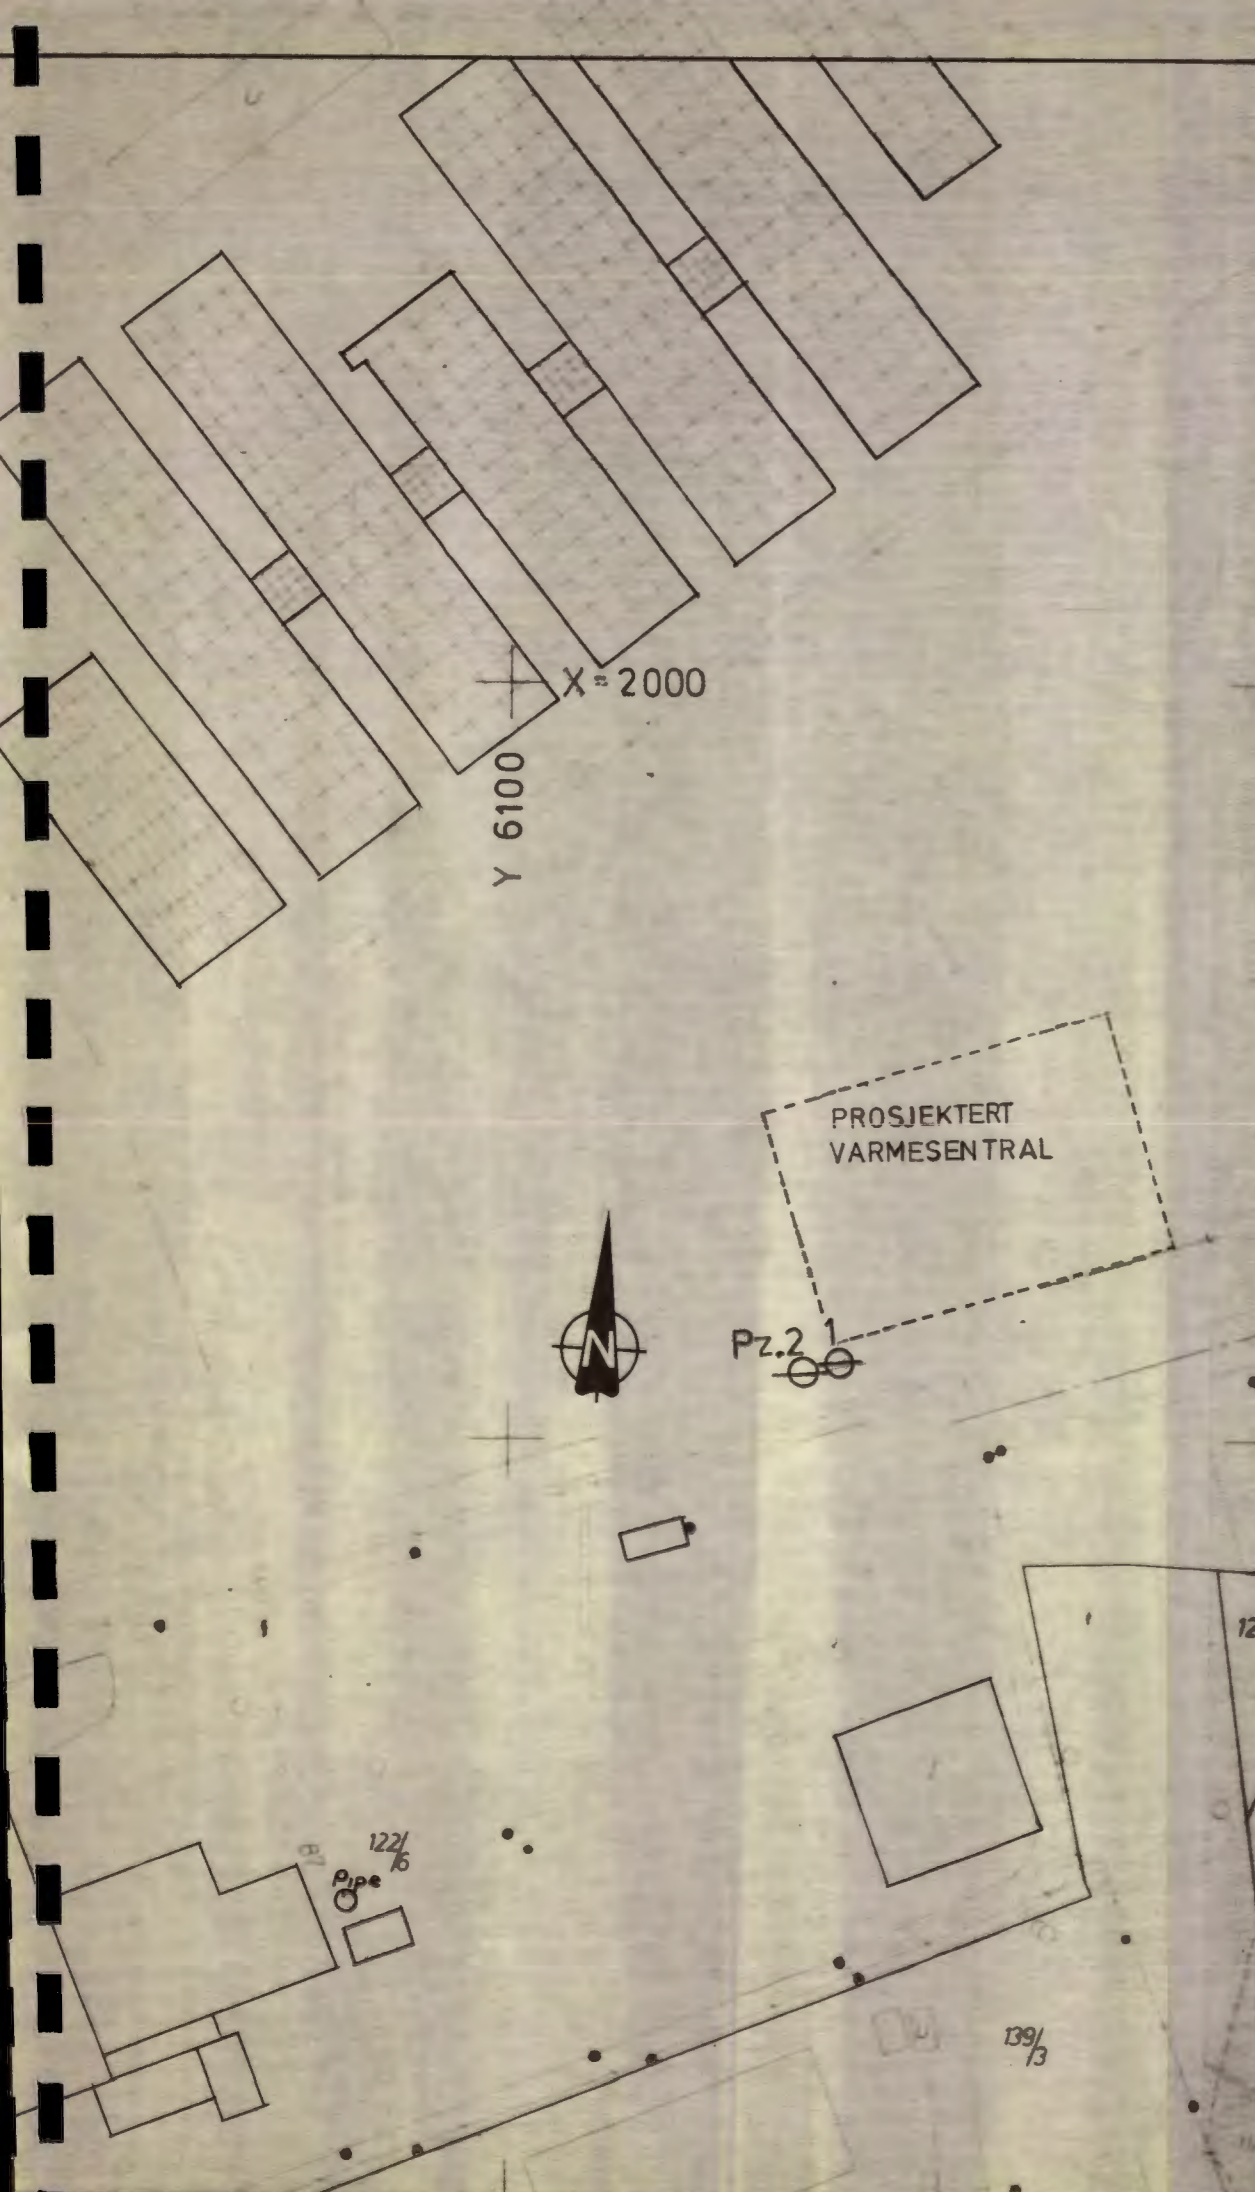 X = 2000
Y 6100
PROSJEKTERT
VARMESENTRAL
N
Pz.2 1
122/6
pipe
139/3